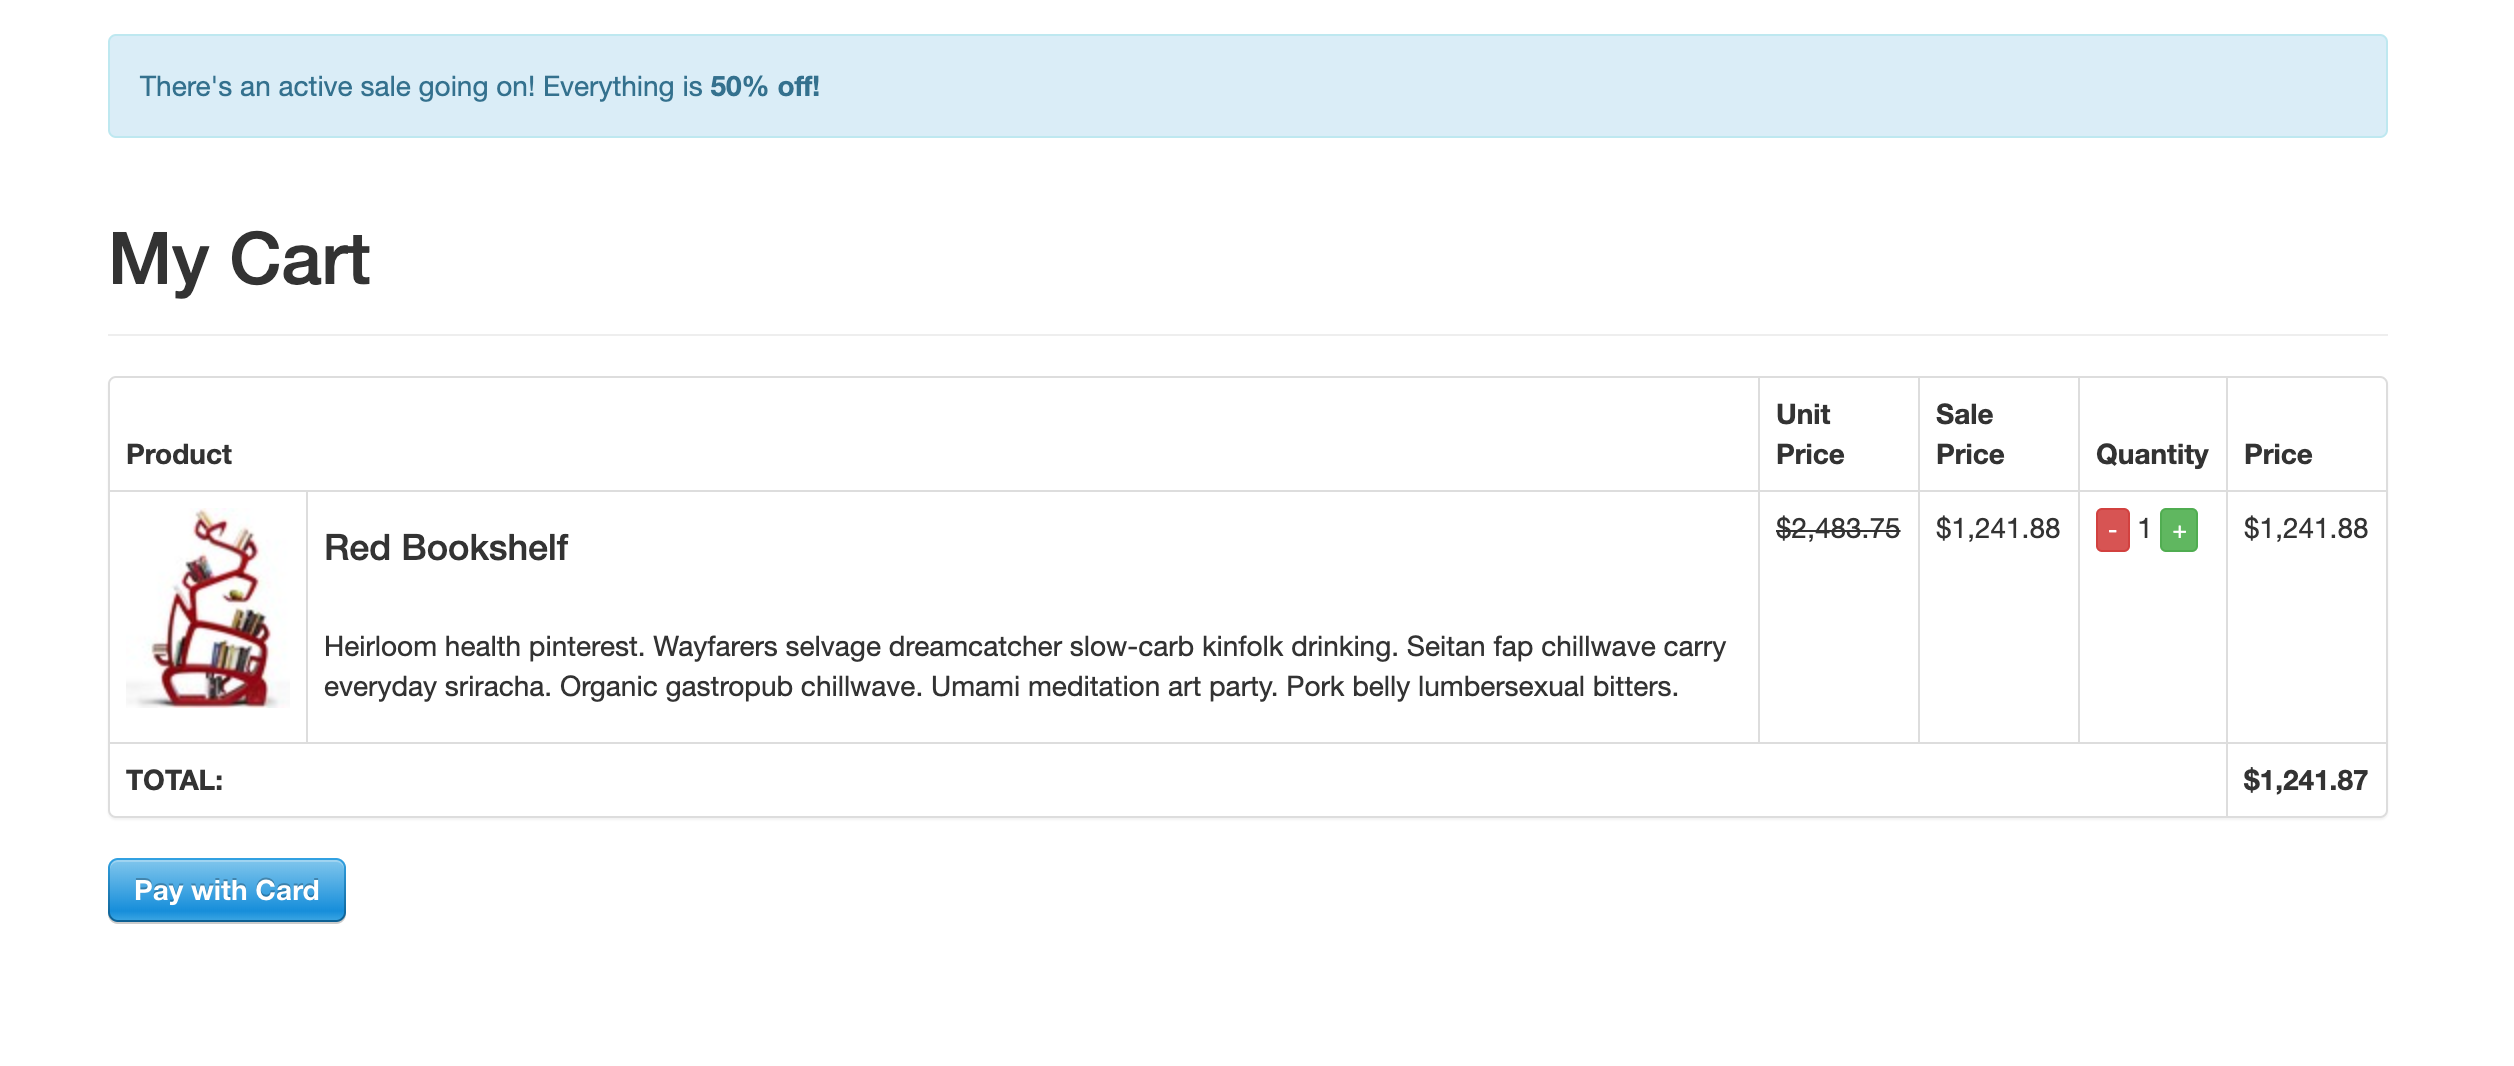 There's an active sale going on! Everything is 50% off!
My Cart
Product
Unit Price
Sale Price
Quantity
Price
Red Bookshelf
$2,483.75
$1,241.88
- 1 +
$1,241.88
Heirloom health pinterest. Wayfarers selvage dreamcatcher slow-carb kinfolk drinking. Seitan fap chillwave carry
everyday sriracha. Organic gastropub chillwave. Umami meditation art party. Pork belly lumbersexual bitters.
TOTAL:
$1,241.87
Pay with Card